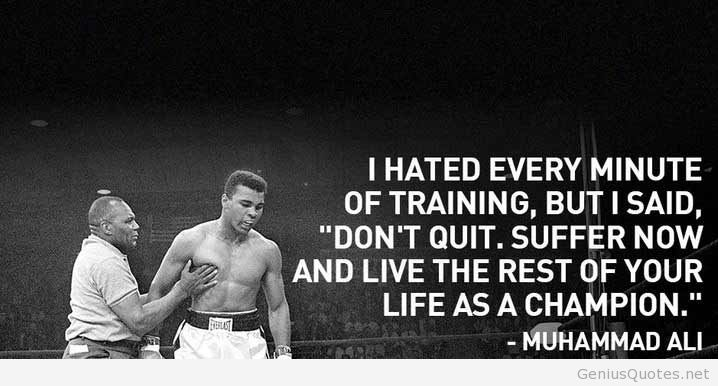 I HATED EVERY MINUTE
OF TRAINING, BUT I SAID,
"DON'T QUIT. SUFFER NOW
AND LIVE THE REST OF YOUR
LIFE AS A CHAMPION."
- MUHAMMAD ALI
EVERLAST
GeniusQuotes.net